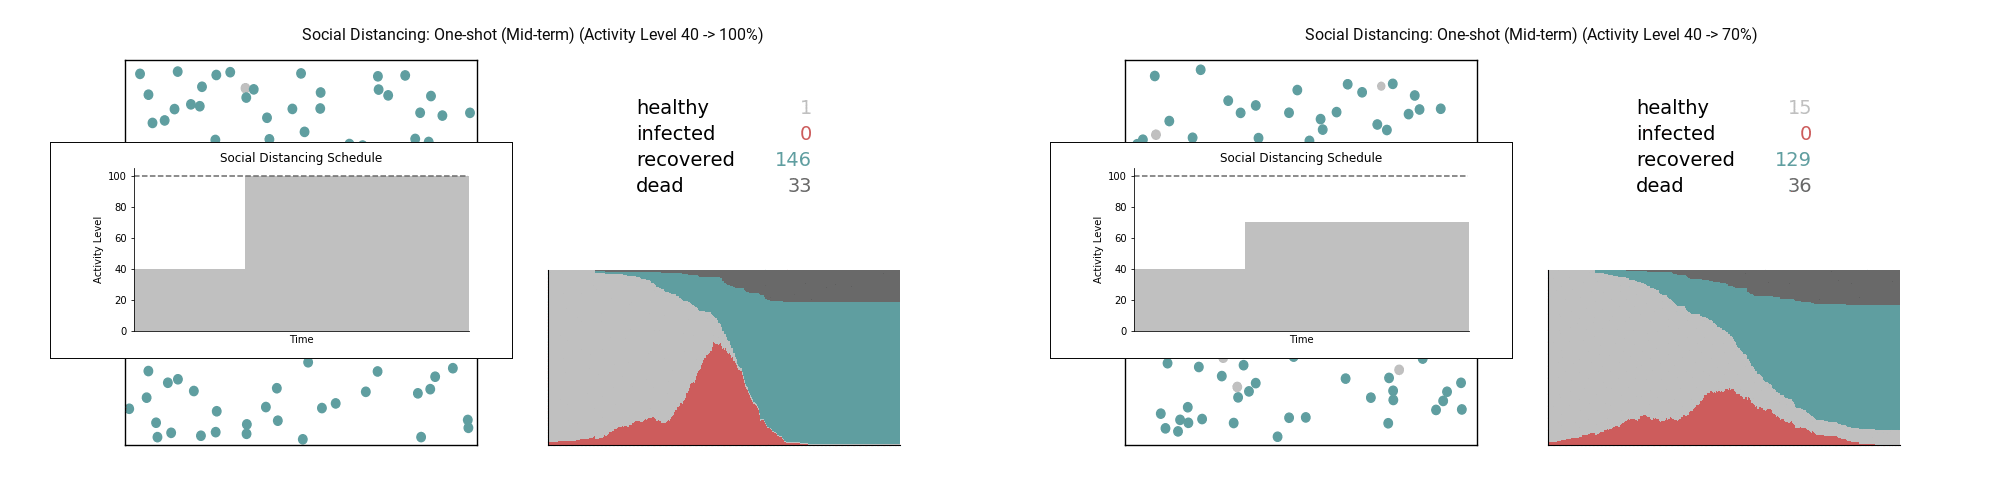 Social Distancing: One-shot (Mid-term) (Activity Level 40 -> 100%)
healthy 1
infected 0
recovered 146
dead 33
Social Distancing Schedule
100
80
60
40
20
0
Activity Level
Time
Social Distancing: One-shot (Mid-term) (Activity Level 40 -> 70%)
healthy 15
infected 0
recovered 129
dead 36
Social Distancing Schedule
100
80
60
40
20
0
Activity Level
Time